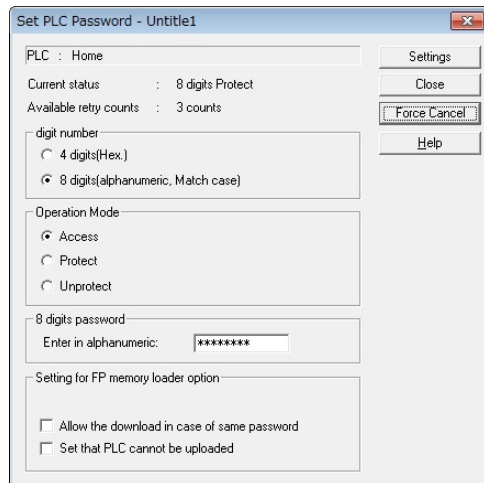 Set PLC Password - Untitle1
PLC : Home
Settings
Current status : 8 digits Protect
Close
Available retry counts : 3 counts
Force Cancel
digit number
Help
4 digits(Hex.)
8 digits(alphanumeric, Match case)
Operation Mode
Access
Protect
Unprotect
8 digits password
Enter in alphanumeric: ********
Setting for FP memory loader option
Allow the download in case of same password
Set that PLC cannot be uploaded